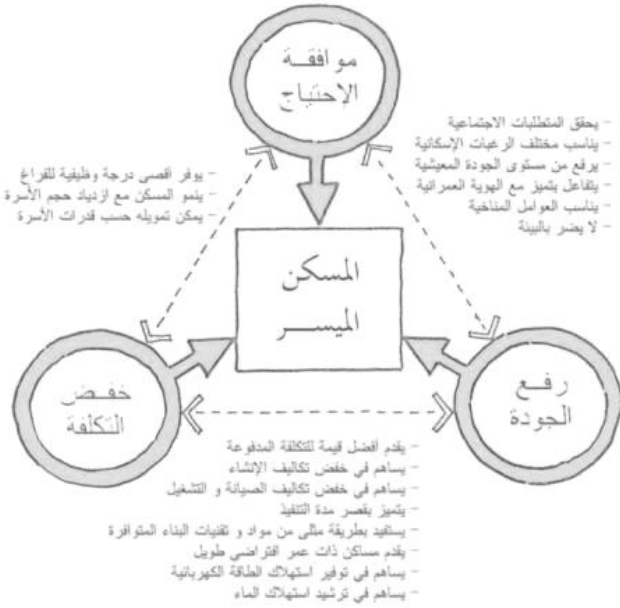 موافقة
الإحتياج
- يحقق المتطلبات الاجتماعية
- يناسب مختلف الرغبات الإسكانية
- يرفع من مستوى الجودة المعيشية
- يتفاعل بتميز مع الهوية العمرانية
- يناسب العوامل المناخية
- لا يضر بالبيئة
- يوفر أقصى درجة وظيفية للفراغ
- ينمو المسكن مع ازدياد حجم الأسرة
- يمكن تمويله حسب قدرات الأسرة
المسكن
الميسر
رفع
الجودة
خفض
التكلفة
- يقدم أفضل قيمة للتكلفة المدفوعة
- يساهم في خفض تكاليف الإنشاء
- يساهم في خفض تكاليف الصيانة و التشغيل
- يتميز بقصر مدة التنفيذ
- يستفيد بطريقة مثلى من مواد و تقنيات البناء المتوافرة
- يقدم مساكن ذات عمر افتراضي طويل
- يساهم في توفير استهلاك الطاقة الكهربائية
- يساهم في ترشيد استهلاك الماء